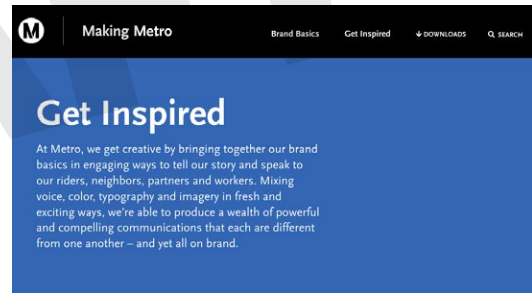 M
Making Metro
Brand Basics
Get Inspired
DOWNLOADS
SEARCH
Get Inspired
At Metro, we get creative by bringing together our brand
basics in engaging ways to tell our story and speak to
our riders, neighbors, partners and workers. Mixing
voice, color, typography and imagery in fresh and
exciting ways, we're able to produce a wealth of powerful
and compelling communications that each are different
from one another – and yet all on brand.